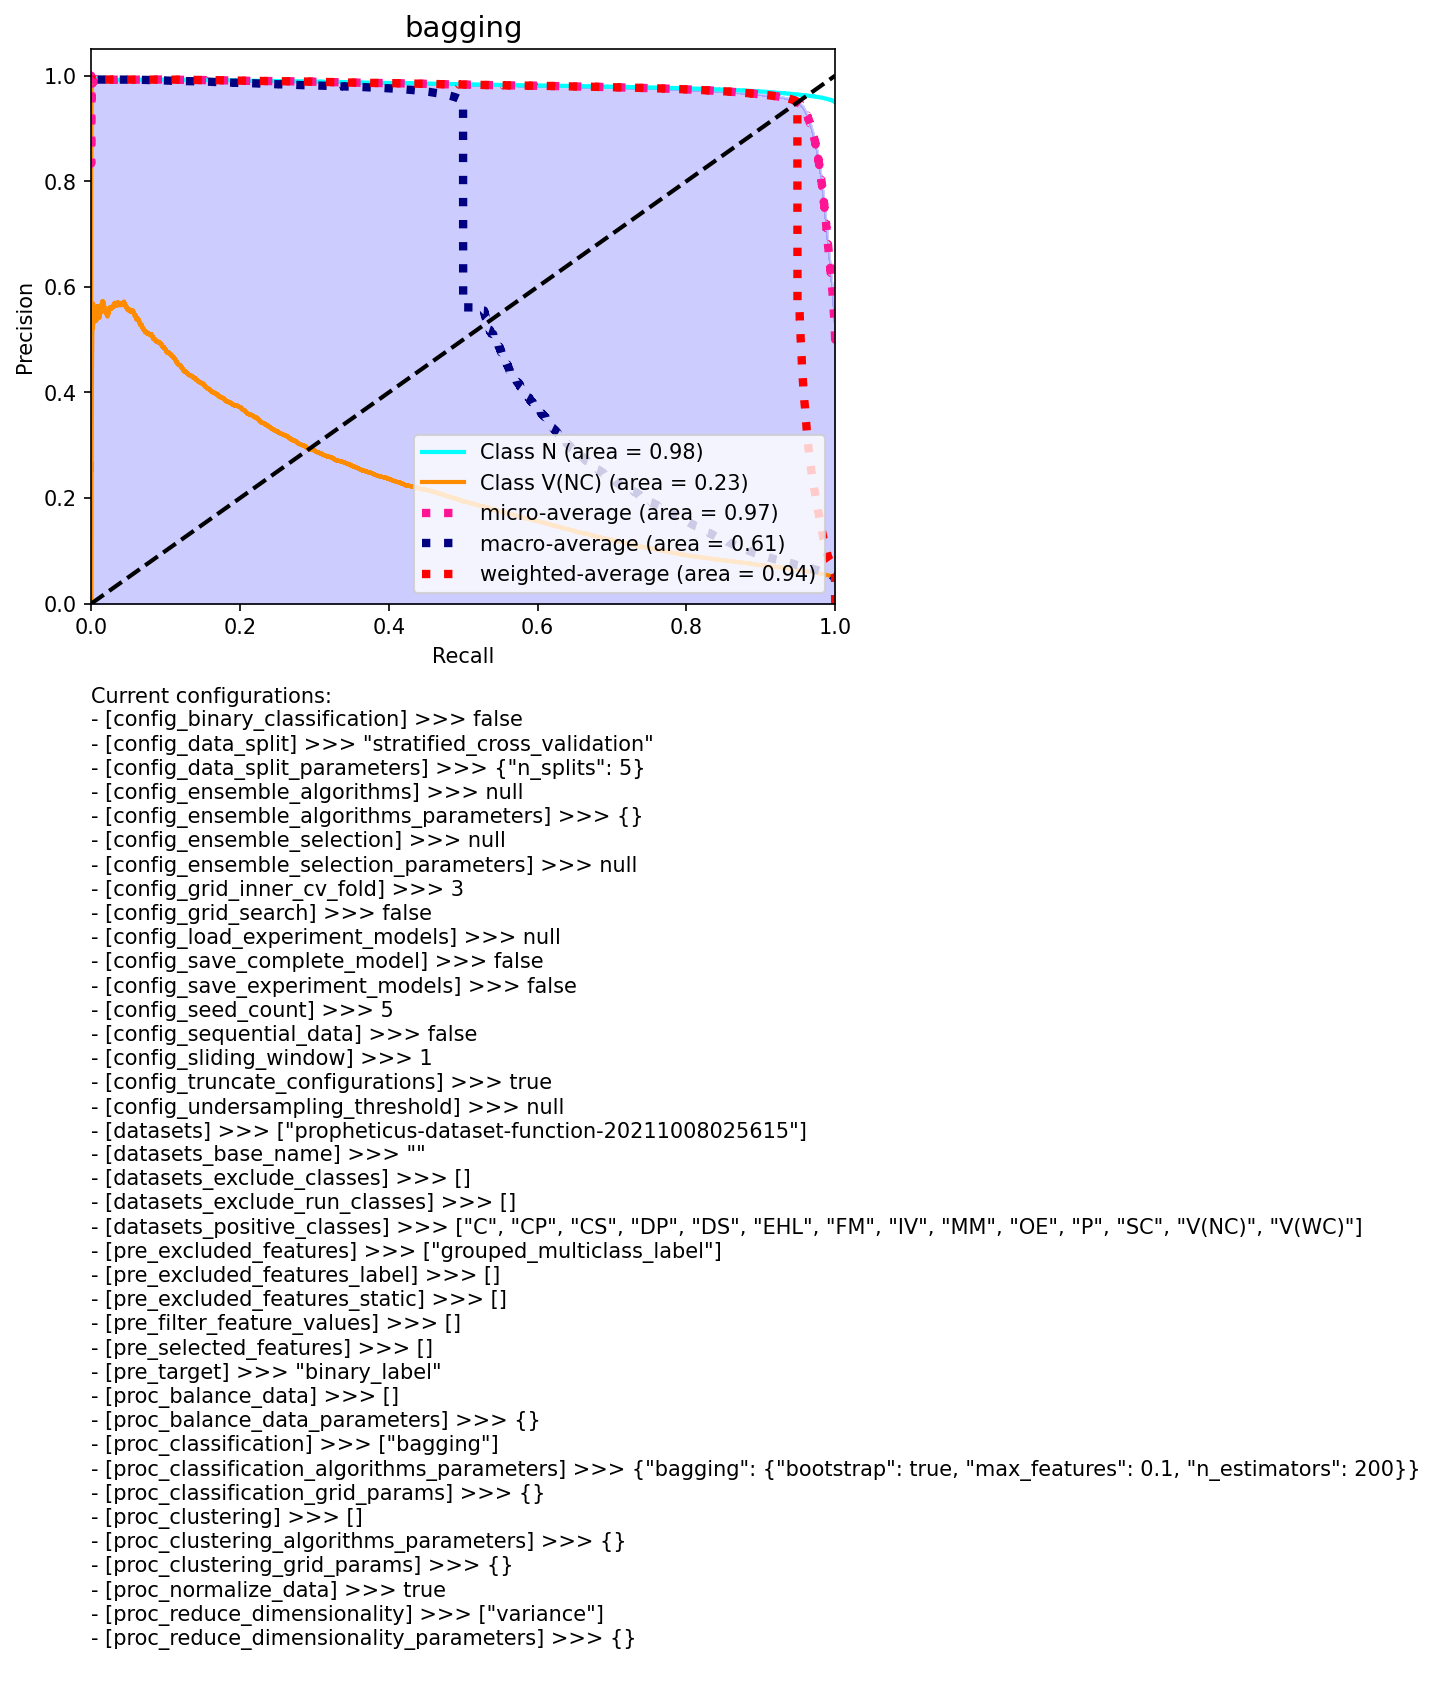 bagging
1.0
0.8
0.6
0.4
0.2
0.0
Precision
Class N (area = 0.98)
Class V(NC) (area = 0.23)
micro-average (area = 0.97)
macro-average (area = 0.61)
weighted-average (area = 0.94)
0.0 0.2 0.4 0.6 0.8 1.0
Recall
Current configurations:
- [config_binary_classification] >>> false
- [config_data_split] >>> "stratified_cross_validation"
- [config_data_split_parameters] >>> {"n_splits": 5}
- [config_ensemble_algorithms] >>> null
- [config_ensemble_algorithms_parameters] >>> {}
- [config_ensemble_selection] >>> null
- [config_ensemble_selection_parameters] >>> null
- [config_grid_inner_cv_fold] >>> 3
- [config_grid_search] >>> false
- [config_load_experiment_models] >>> null
- [config_save_complete_model] >>> false
- [config_save_experiment_models] >>> false
- [config_seed_count] >>> 5
- [config_sequential_data] >>> false
- [config_sliding_window] >>> 1
- [config_truncate_configurations] >>> true
- [config_undersampling_threshold] >>> null
- [datasets] >>> ["propheticus-dataset-function-20211008025615"]
- [datasets_base_name] >>> ""
- [datasets_exclude_classes] >>> []
- [datasets_exclude_run_classes] >>> []
- [datasets_positive_classes] >>> ["C", "CP", "CS", "DP", "DS", "EHL", "FM", "IV", "MM", "OE", "P", "SC", "V(NC)", "V(WC)"]
- [pre_excluded_features] >>> ["grouped_multiclass_label"]
- [pre_excluded_features_label] >>> []
- [pre_excluded_features_static] >>> []
- [pre_filter_feature_values] >>> []
- [pre_selected_features] >>> []
- [pre_target] >>> "binary_label"
- [proc_balance_data] >>> []
- [proc_balance_data_parameters] >>> {}
- [proc_classification] >>> ["bagging"]
- [proc_classification_algorithms_parameters] >>> {"bagging": {"bootstrap": true, "max_features": 0.1, "n_estimators": 200}}
- [proc_classification_grid_params] >>> {}
- [proc_clustering] >>> []
- [proc_clustering_algorithms_parameters] >>> {}
- [proc_clustering_grid_params] >>> {}
- [proc_normalize_data] >>> true
- [proc_reduce_dimensionality] >>> ["variance"]
- [proc_reduce_dimensionality_parameters] >>> {}